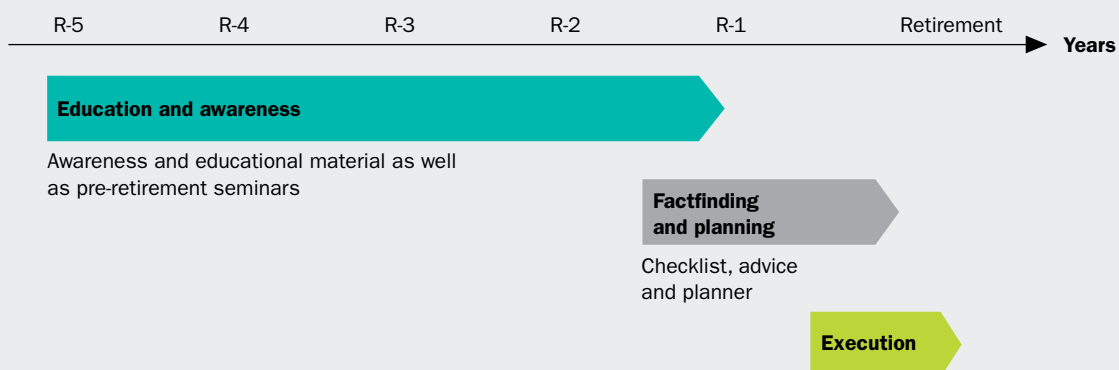 R-5 R-4 R-3 R-2 R-1 Retirement
Years
Education and awareness
Awareness and educational material as well
as pre-retirement seminars
Factfinding
and planning
Checklist, advice
and planner
Execution